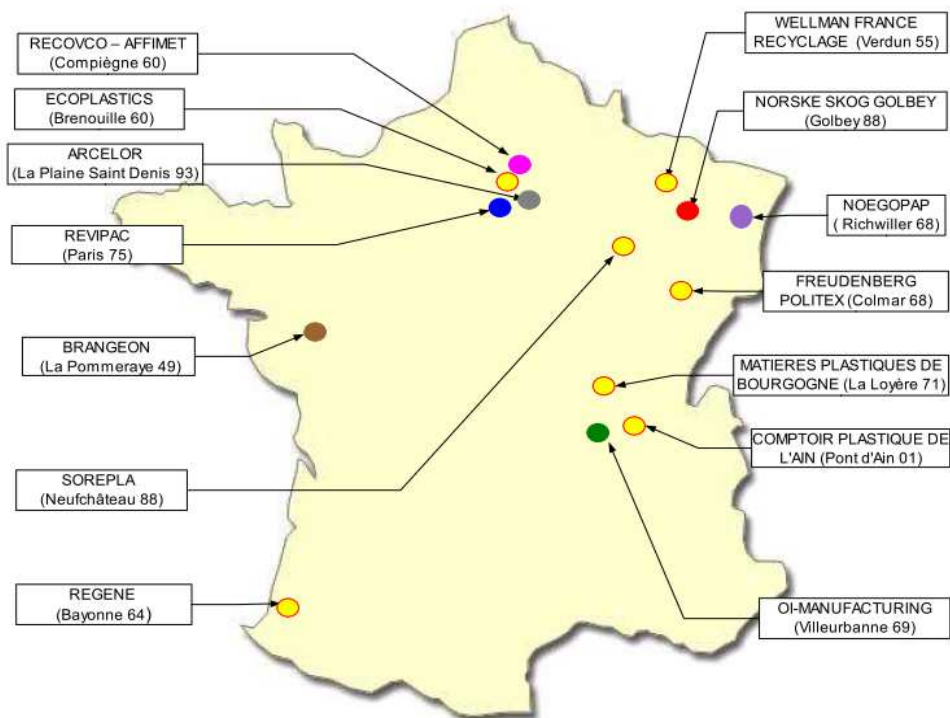 RECOVCO – AFFIMET
(Compiègne 60)
ECOPLASTICS
(Brenouille 60)
ARCELOR
(La Plaine Saint Denis 93)
REVIPAC
(Paris 75)
BRANGEON
(La Pommeraye 49)
SOREPLA
(Neufchâteau 88)
REGENE
(Bayonne 64)
WELLMAN FRANCE
RECYCLAGE (Verdun 55)
NORSKE SKOG GOLBEY
(Golbey 88)
NOEGOPAP
( Richwiller 68)
FREUDENBERG
POLITEX (Colmar 68)
MATIERES PLASTIQUES DE
BOURGOGNE (La Loyère 71)
COMPTOIR PLASTIQUE DE
L'AIN (Pont d'Ain 01)
OI-MANUFACTURING
(Villeurbanne 69)